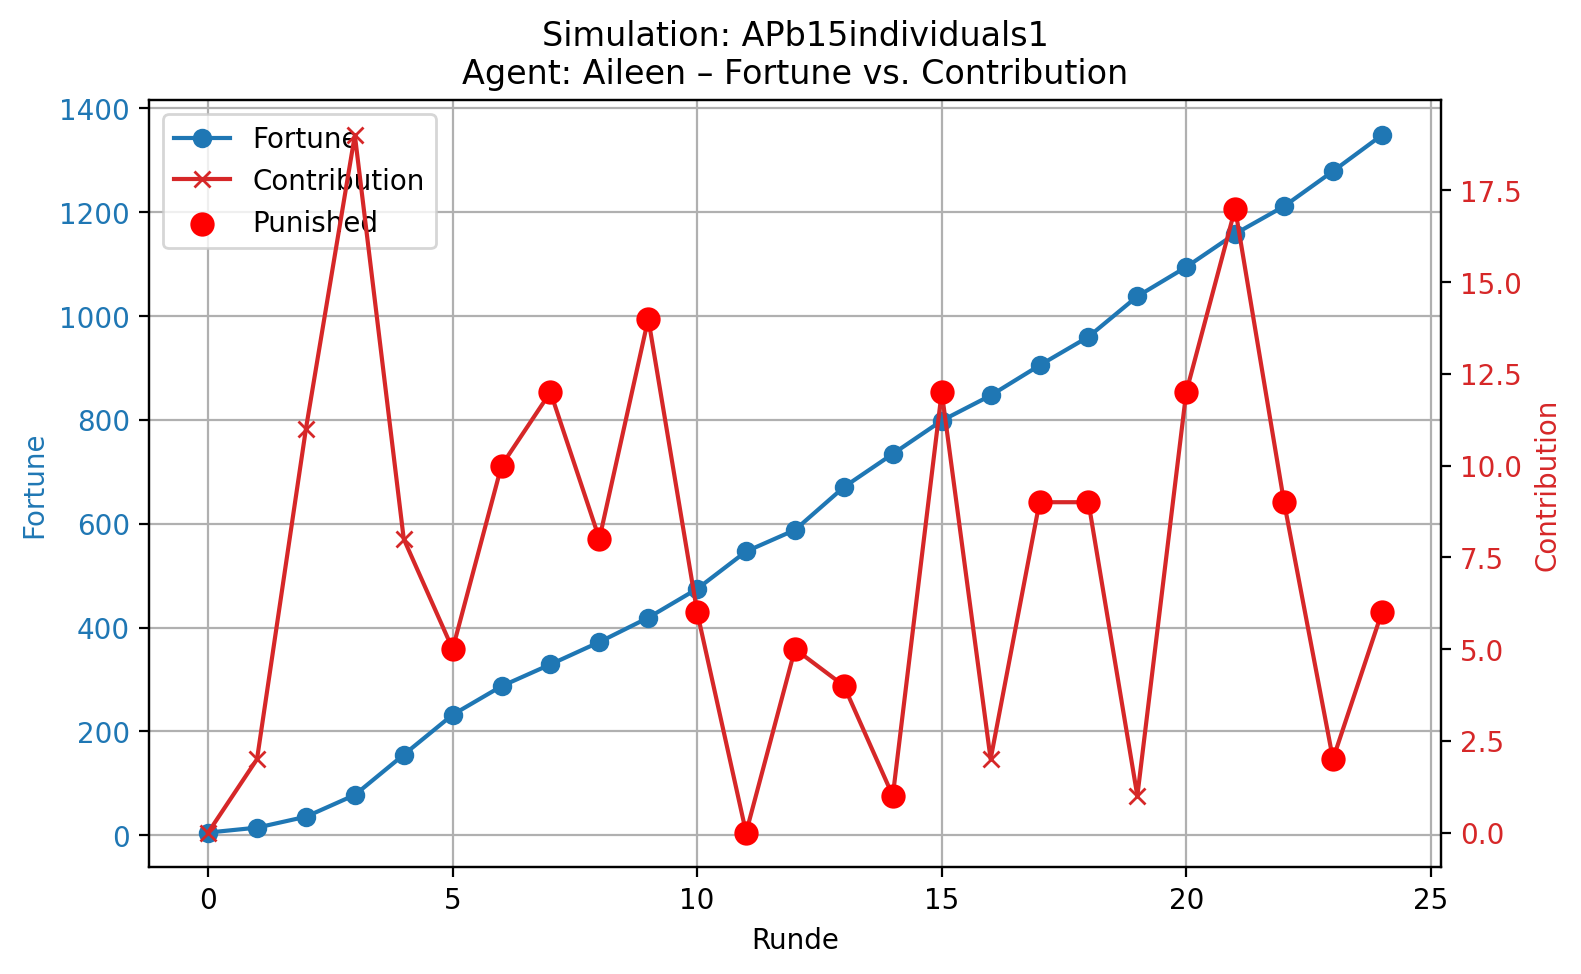 Simulation: APb15individuals1
Agent: Aileen – Fortune vs. Contribution
Fortune
Contribution
Punished
1400
1200
1000
800
600
400
200
0
Fortune
17.5
15.0
12.5
10.0
7.5
5.0
2.5
0.0
Contribution
0 5 10 15 20 25
Runde